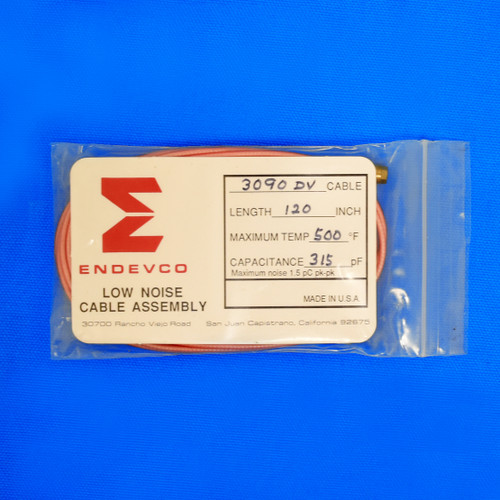 ENDEVCO
LOW NOISE
CABLE ASSEMBLY
3090 DV CABLE
LENGTH 120 INCH
MAXIMUM TEMP 500 °F
CAPACITANCE 315 pF
Maximum noise 1.5 pC pk-pk
MADE IN U.S.A
30700 Rancho Viejo Road San Juan Capistrano, California 92675